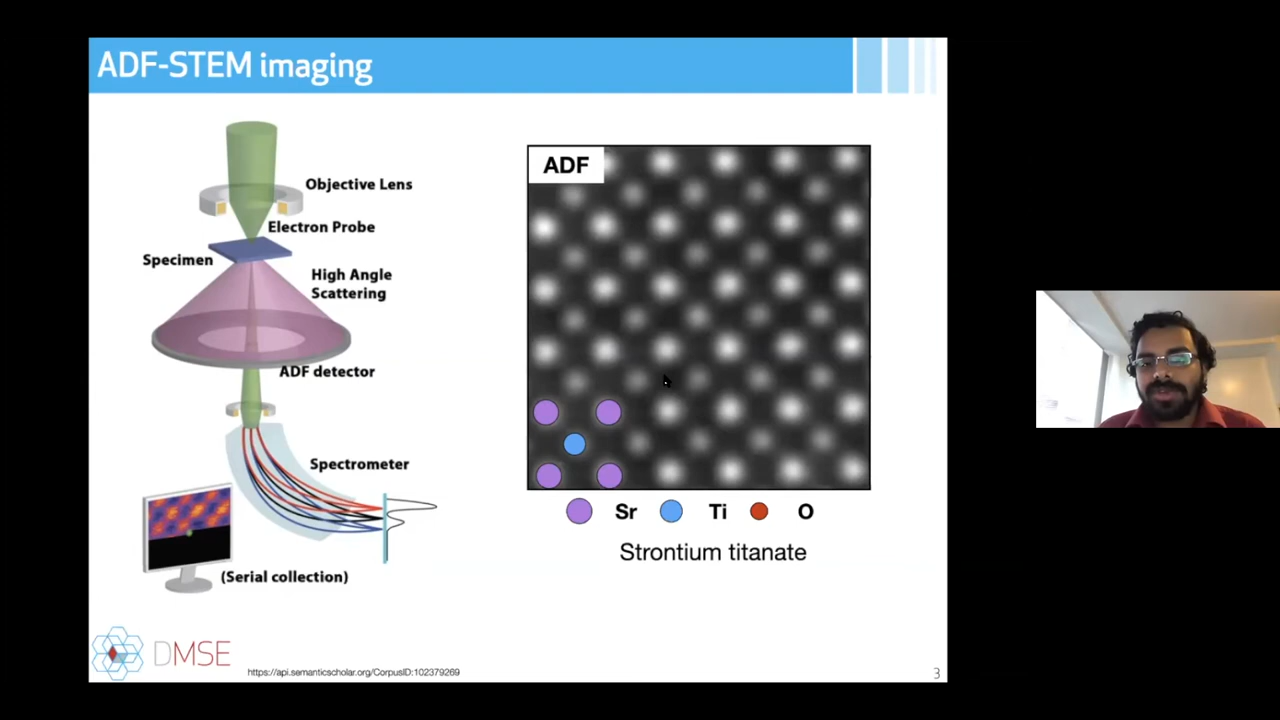 ADF-STEM imaging
Objective Lens
Electron Probe
Specimen
High Angle
Scattering
ADF detector
Spectrometer
(Serial collection)
ADF
Sr Ti O
Strontium titanate
DMSE
https://api.semanticscholar.org/CorpusID:102379269
3